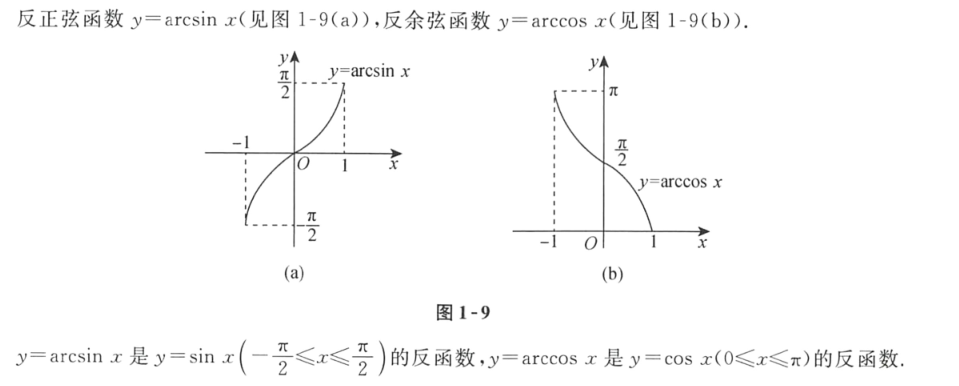 反正弦函数 y=arcsin x(见图 1-9(a)),反余弦函数 y=arccos x(见图 1-9(b)).
y
π/2
y=arcsin x
-1
O
1
x
-π/2
(a)
y
π
π/2
y=arccos x
-1
O
1
x
(b)
图 1-9
y=arcsin x 是 y=sin x(-π/2≤x≤π/2)的反函数,y=arccos x 是 y=cos x(0≤x≤π)的反函数.